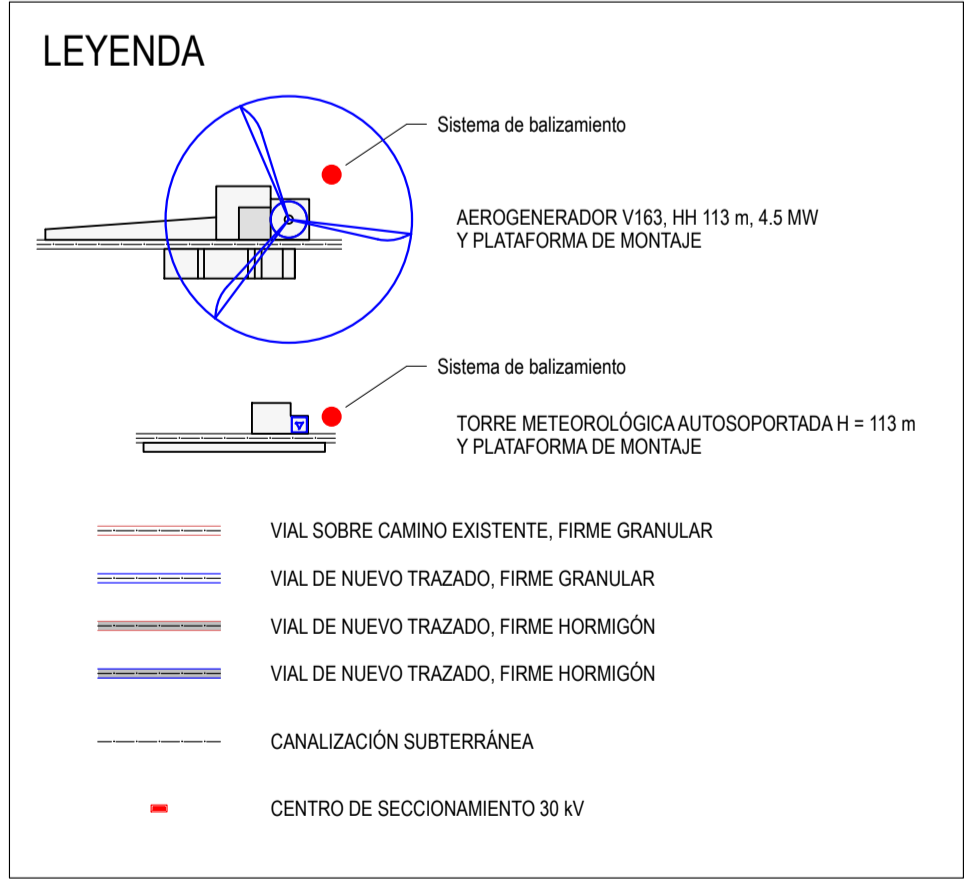 LEYENDA
Sistema de balizamiento
AEROGENERADOR V163, HH 113 m, 4.5 MW
Y PLATAFORMA DE MONTAJE
Sistema de balizamiento
TORRE METEOROLÓGICA AUTOSOPORTADA H = 113 m
Y PLATAFORMA DE MONTAJE
VIAL SOBRE CAMINO EXISTENTE, FIRME GRANULAR
VIAL DE NUEVO TRAZADO, FIRME GRANULAR
VIAL DE NUEVO TRAZADO, FIRME HORMIGÓN
VIAL DE NUEVO TRAZADO, FIRME HORMIGÓN
CANALIZACIÓN SUBTERRÁNEA
CENTRO DE SECCIONAMIENTO 30 kV